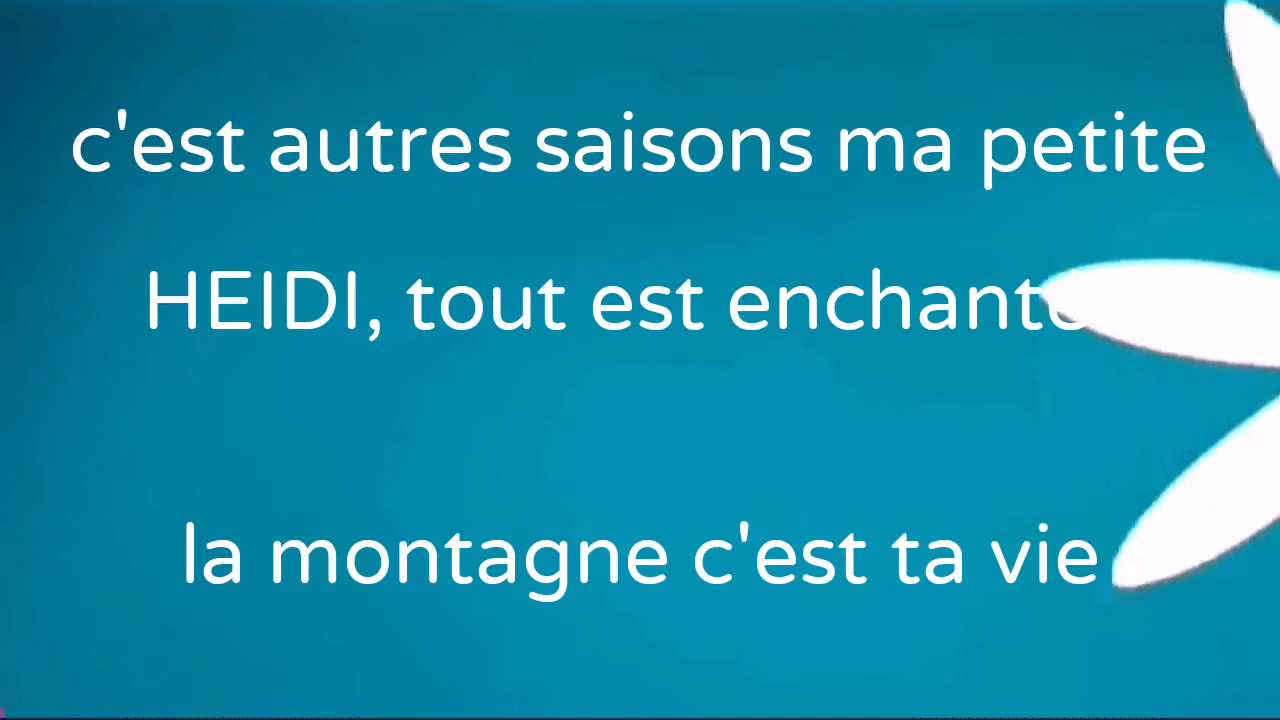 c'est autres saisons ma petite
HEIDI, tout est
la montagne c'est ta vie